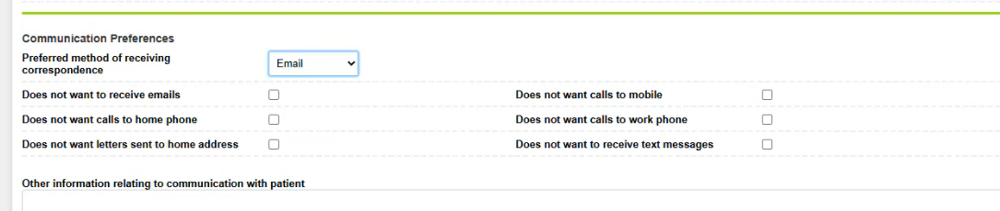 Communication Preferences
Preferred method of receiving
correspondence
Email
Does not want to receive emails
Does not want calls to mobile
Does not want calls to home phone
Does not want calls to work phone
Does not want letters sent to home address
Does not want to receive text messages
Other information relating to communication with patient